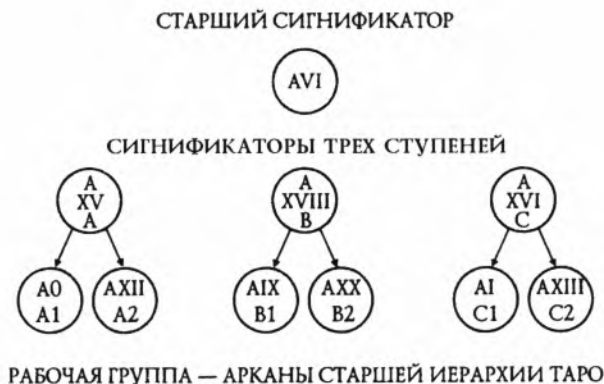 СТАРШИЙ СИГНИФИКАТОР
AVI
СИГНИФИКАТОРЫ ТРЕХ СТУПЕНЕЙ
A
XV
A
A
XVIII
B
A
XVI
C
A0
A1
AXII
A2
AIX
B1
AXX
B2
AI
C1
AXIII
C2
РАБОЧАЯ ГРУППА — АРКАНЫ СТАРШЕЙ ИЕРАРХИИ ТАРО